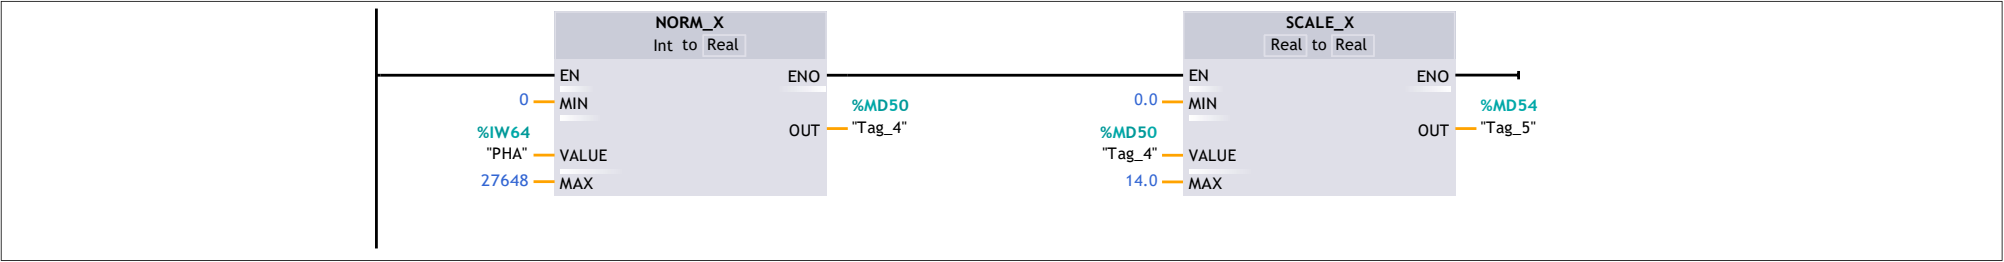 NORM_X
Int to Real
EN
ENO
0
MIN
%MD50
"Tag_4"
OUT
%IW64
"PHA"
VALUE
27648
MAX
SCALE_X
Real to Real
EN
ENO
0.0
MIN
%MD54
"Tag_5"
OUT
%MD50
"Tag_4"
VALUE
14.0
MAX